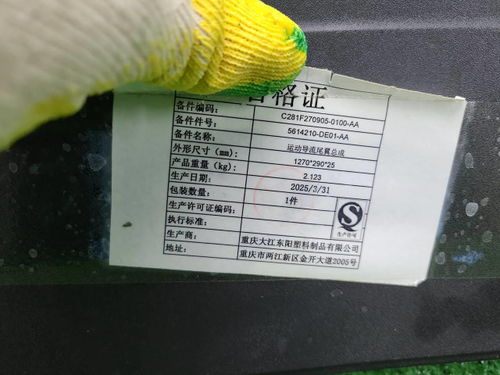 合格证
备件编码: C281F270905-0100-AA
备件件号: 5614210-DE01-AA
备件名称: 运动导流尾翼总成
外形尺寸(mm): 1270*290*25
产品重量(kg): 2.123
生产日期: 2025/3/31
包装数量: 1件
生产许可证编码:
执行标准:
生产许可
生产商: 重庆大江东阳塑料制品有限公司
地址: 重庆市两江新区金开大道2005号